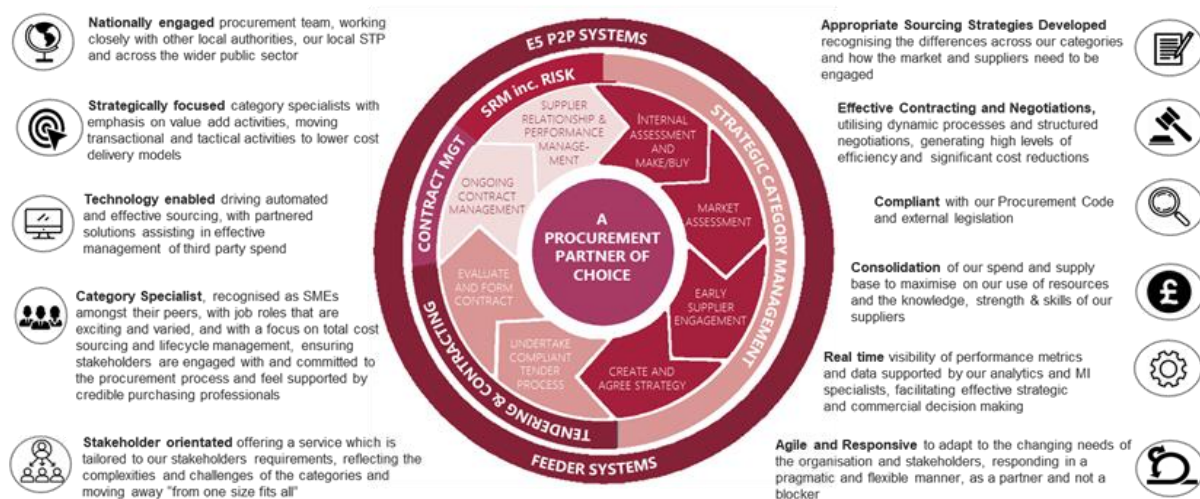 Nationally engaged procurement team, working
closely with other local authorities, our local STP
and across the wider public sector
Strategically focused category specialists with
emphasis on value add activities, moving
transactional and tactical activities to lower cost
delivery models
Technology enabled driving automated
and effective sourcing, with partnered
solutions assisting in effective
management of third party spend
Category Specialist, recognised as SMEs
amongst their peers, with job roles that are
exciting and varied, and with a focus on total cost
sourcing and lifecycle management, ensuring
stakeholders are engaged with and committed to
the procurement process and feel supported by
credible purchasing professionals
Stakeholder orientated offering a service which is
tailored to our stakeholders requirements, reflecting the
complexities and challenges of the categories and
moving away "from one size fits all"
E5 P2P SYSTEMS
SRM inc. RISK
STRATEGIC CATEGORY MANAGEMENT
CONTRACT MGT
TENDERING & CONTRACTING
FEEDER SYSTEMS
SUPPLIER
RELATIONSHIP &
PERFORMANCE
MANAGE-
MENT
INTERNAL
ASSESSMENT
AND
MAKE/BUY
MARKET
ASSESSMENT
EARLY
SUPPLIER
ENGAGEMENT
CREATE AND
AGREE STRATEGY
UNDERTAKE
COMPLIANT
TENDER
PROCESS
EVALUATE
AND FORM
CONTRACT
ONGOING
CONTRACT
MANAGEMENT
A
PROCUREMENT
PARTNER OF
CHOICE
Appropriate Sourcing Strategies Developed
recognising the differences across our categories
and how the market and suppliers need to be
engaged
Effective Contracting and Negotiations,
utilising dynamic processes and structured
negotiations, generating high levels of
efficiency and significant cost reductions
Compliant with our Procurement Code
and external legislation
Consolidation of our spend and supply
base to maximise on our use of resources
and the knowledge, strength & skills of our
suppliers
£
Real time visibility of performance metrics
and data supported by our analytics and MI
specialists, facilitating effective strategic
and commercial decision making
Agile and Responsive to adapt to the changing needs of
the organisation and stakeholders, responding in a
pragmatic and flexible manner, as a partner and not a
blocker